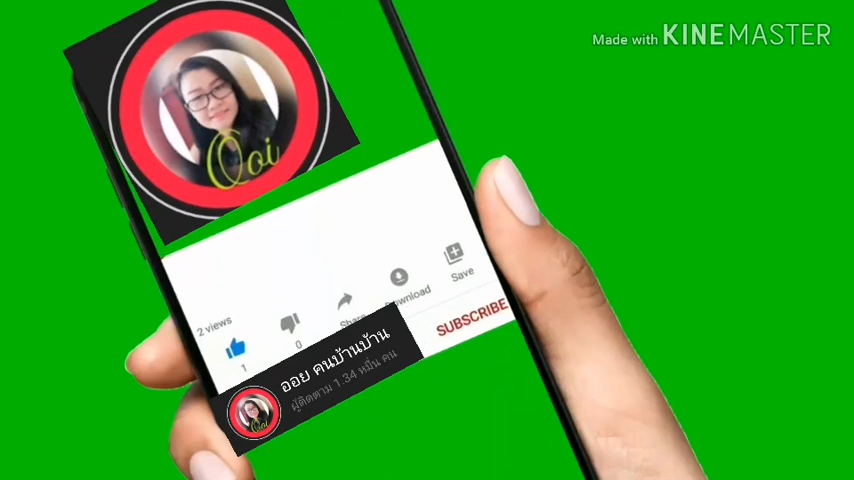 Made with KINEMASTER
Ooi
2 views
Share
Download
Save
1
0
SUBSCRIBE
ออย คนบ้านบ้าน
ผู้ติดตาม 1.34 หมื่น คน
Ooi